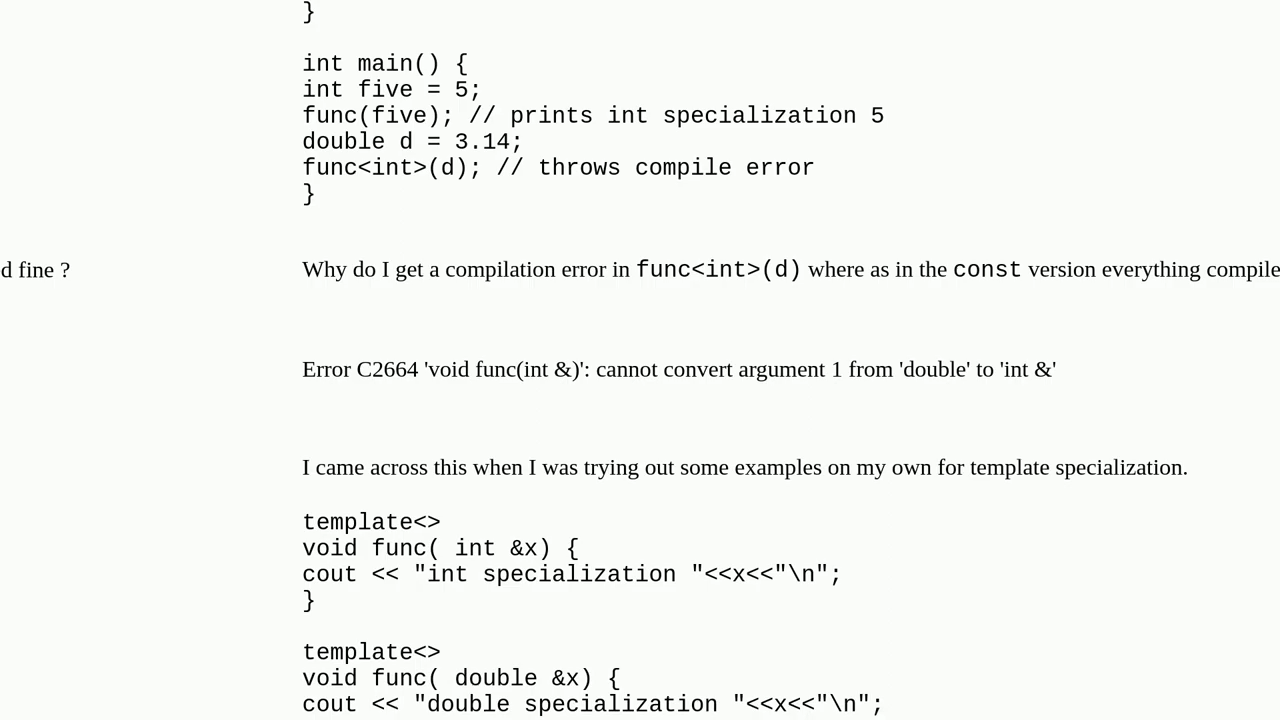 }
int main() {
int five = 5;
func(five); // prints int specialization 5
double d = 3.14;
func<int>(d); // throws compile error
}
d fine ?
Why do I get a compilation error in func<int>(d) where as in the const version everything compile
Error C2664 'void func(int &)': cannot convert argument 1 from 'double' to 'int &'
I came across this when I was trying out some examples on my own for template specialization.
template<>
void func( int &x) {
cout << "int specialization "<<x<<"\n";
}
template<>
void func( double &x) {
cout << "double specialization "<<x<<"\n";